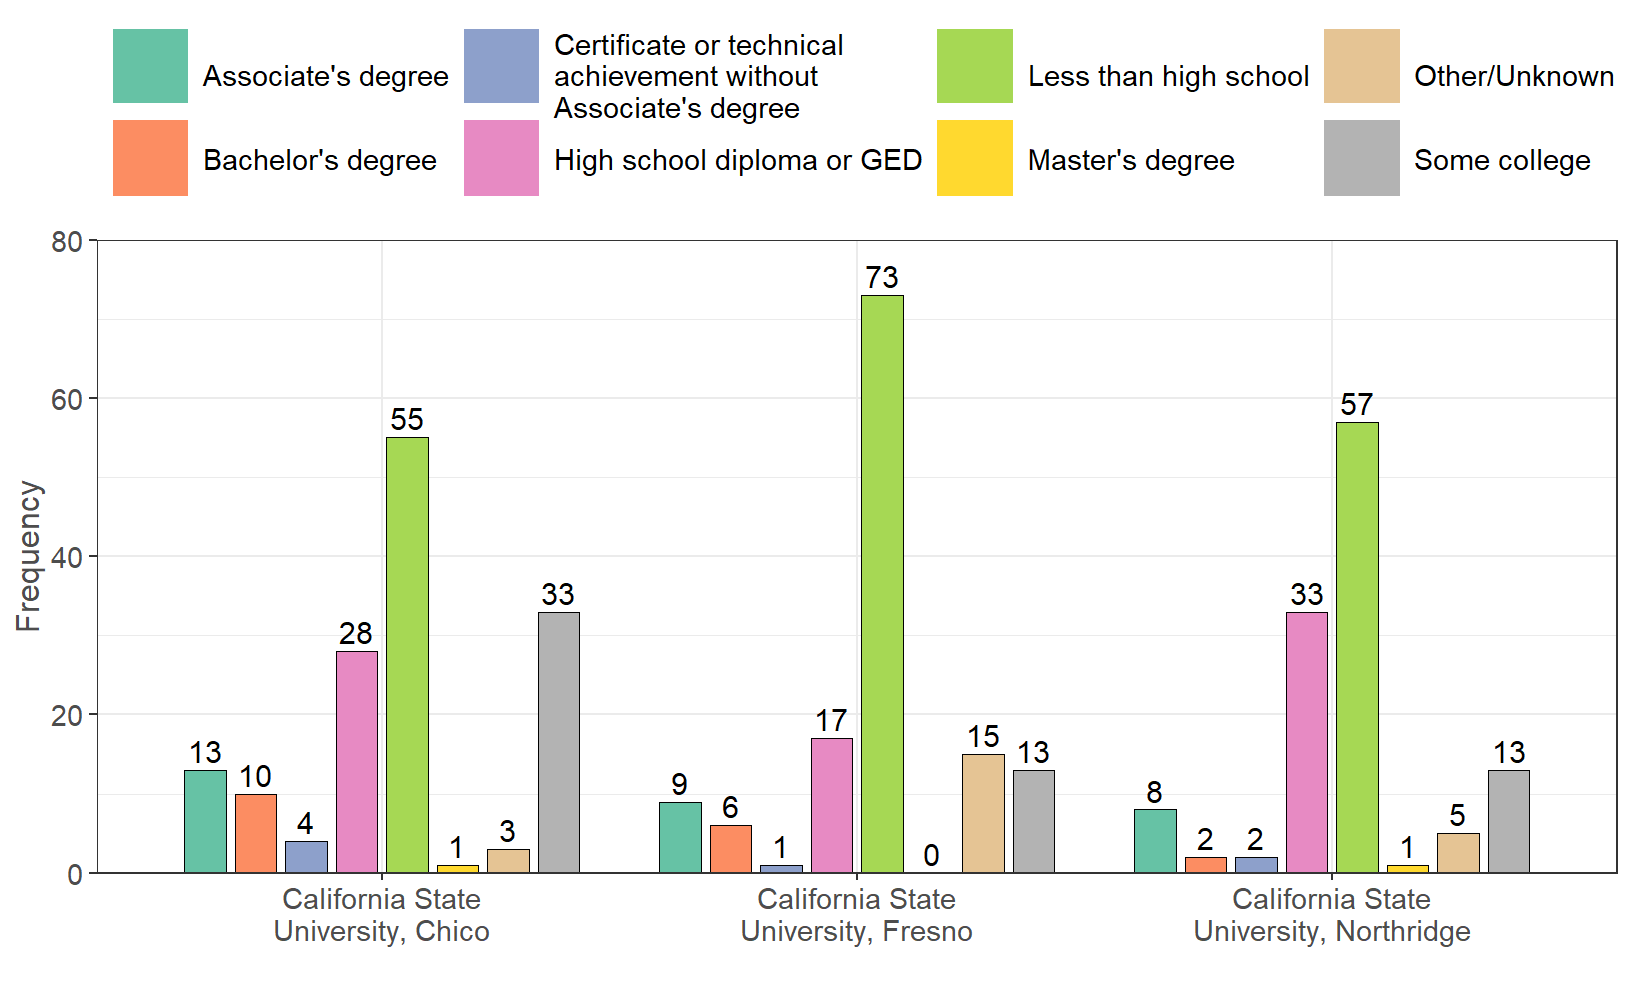 Associate's degree
Certificate or technical
achievement without
Associate's degree
Less than high school
Other/Unknown
Bachelor's degree
High school diploma or GED
Master's degree
Some college
Frequency
80
60
40
20
0
13
10
4
28
55
1
3
33
9
6
1
17
73
0
15
13
8
2
2
33
57
1
5
13
California State
University, Chico
California State
University, Fresno
California State
University, Northridge